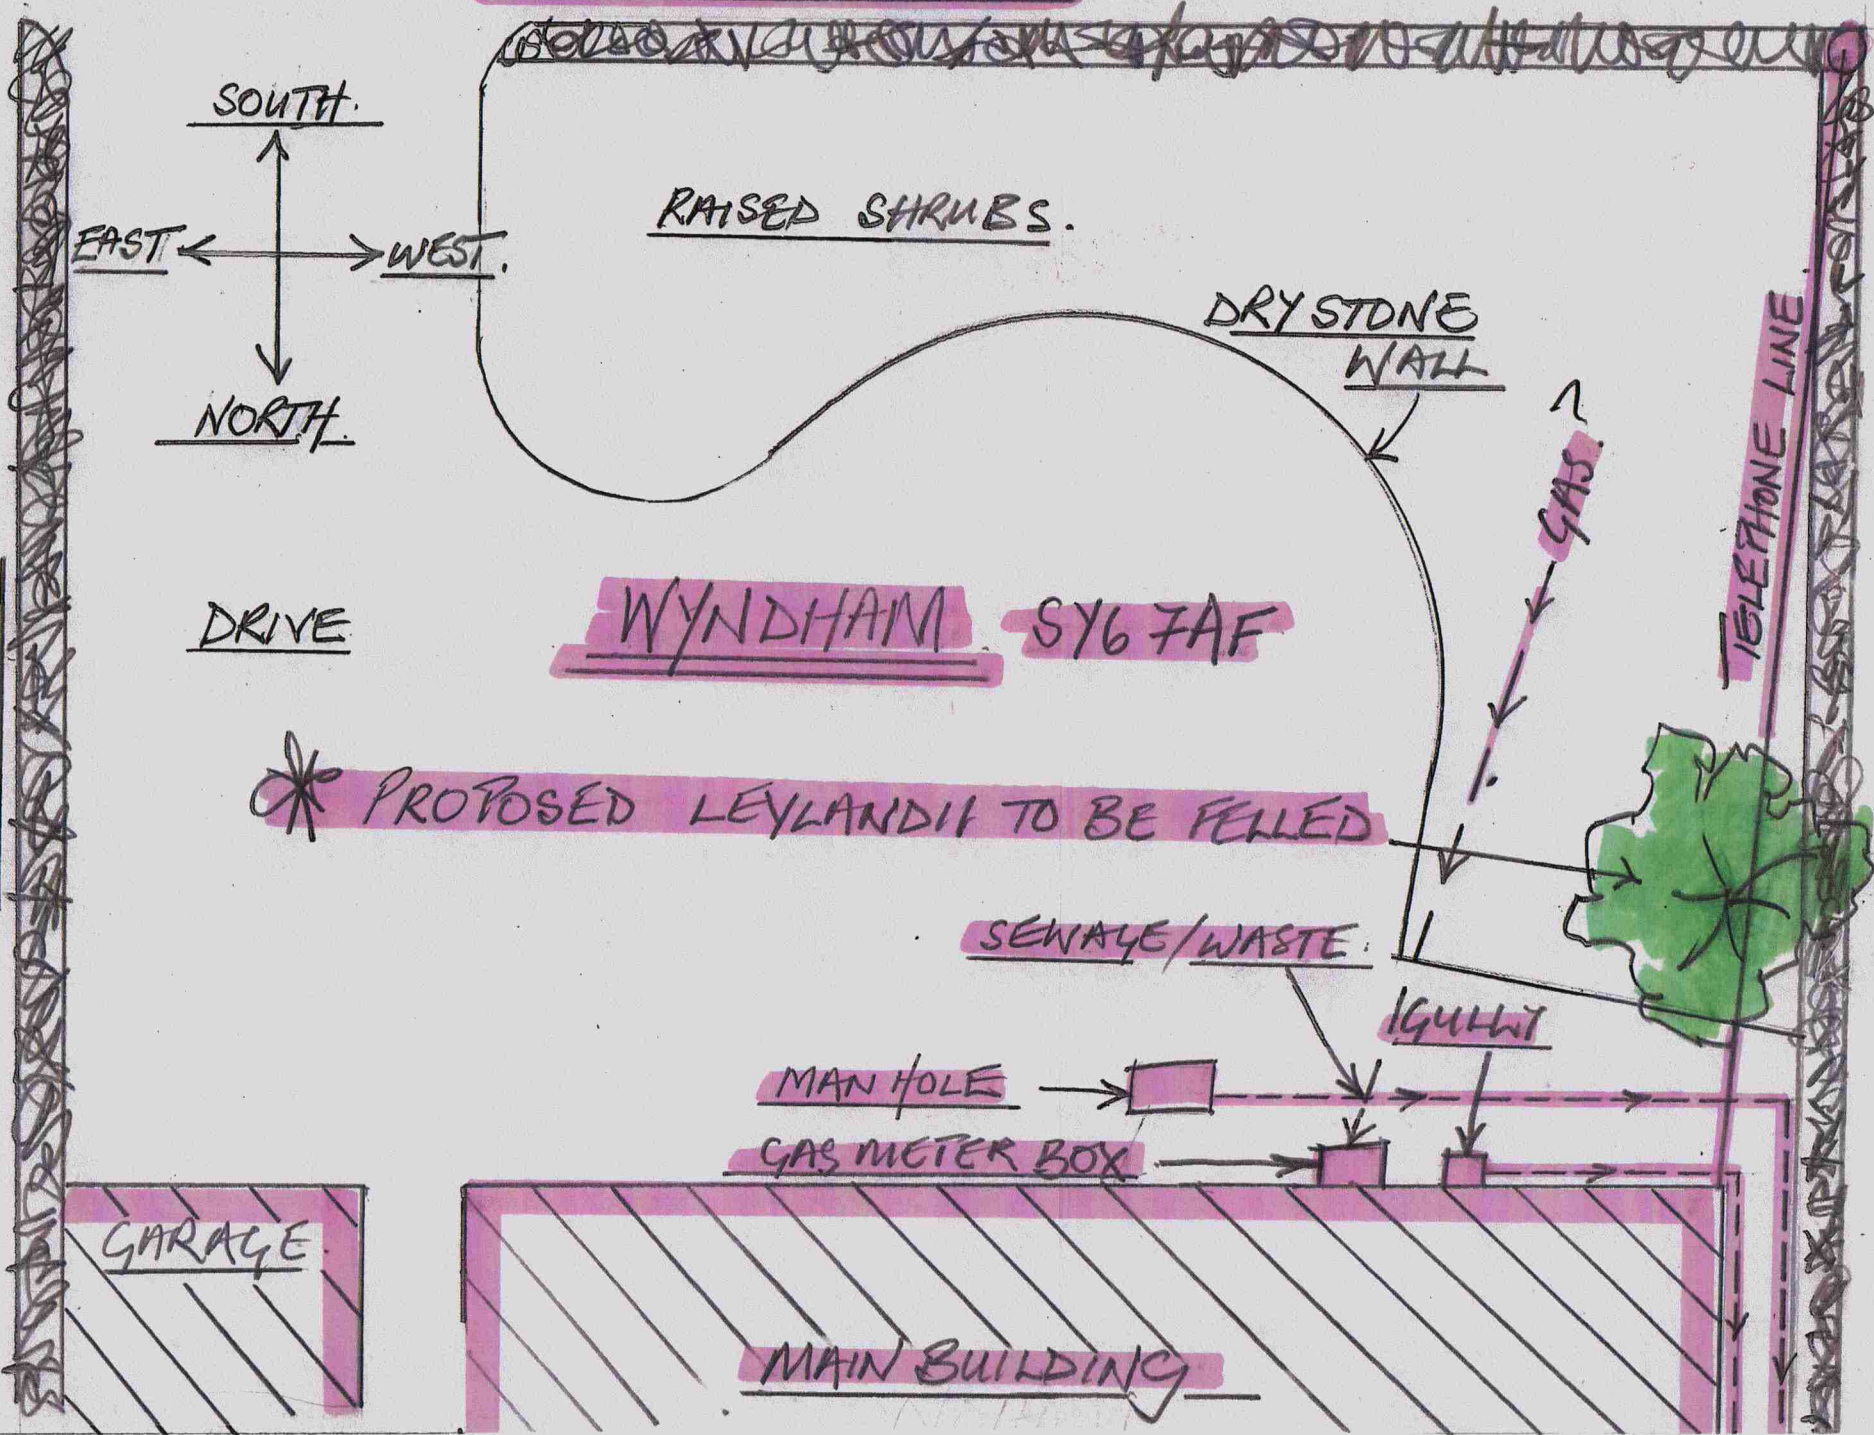 SOUTH.
EAST
WEST.
NORTH.
RAISED SHRUBS.
DRY STONE
WALL
GAS.
TELEPHONE LINE
DRIVE
WYNDHAM. SY6 7AF
PROPOSED LEYLANDII TO BE FELLED
SEWAGE/WASTE.
GULLY
MAN HOLE
GAS METER BOX
GARAGE
MAIN BUILDING